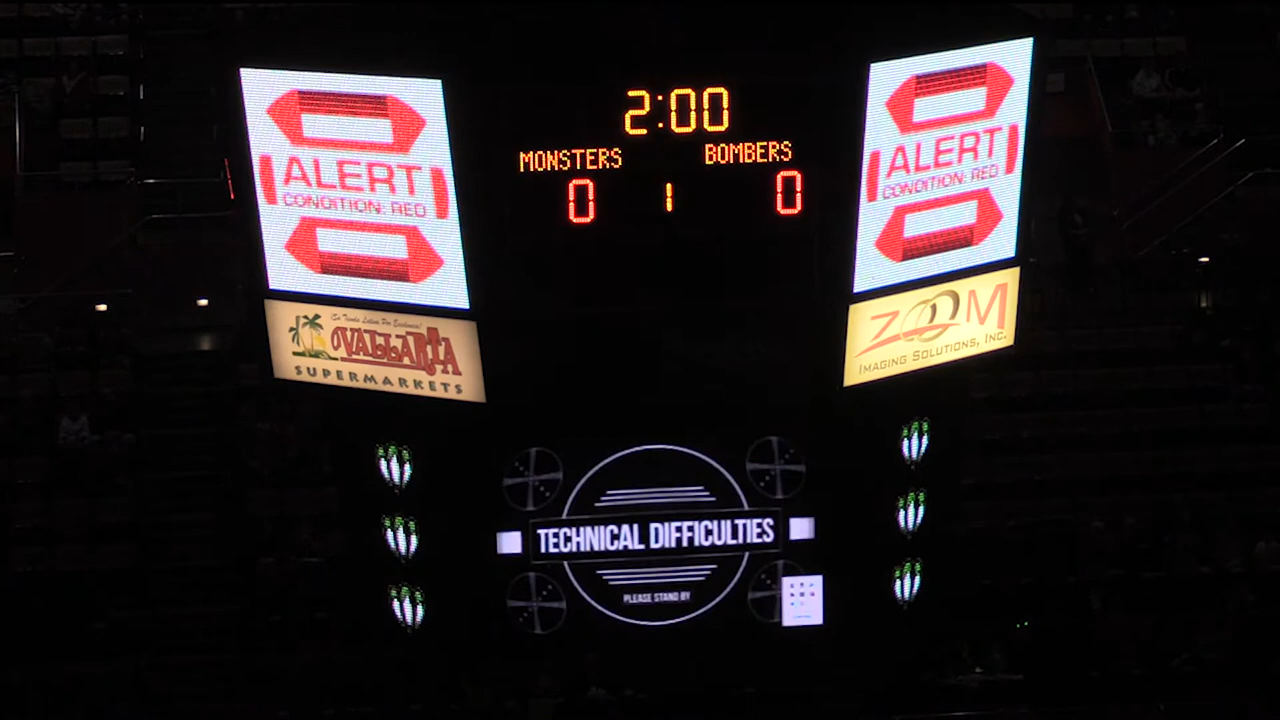 2:00
MONSTERS BOMBERS
0 1 0
ALERT
CONDITION: RED
ALERT
CONDITION: RED
VALLARTA
SUPERMARKETS
ZOOM
IMAGING SOLUTIONS, INC.
TECHNICAL DIFFICULTIES
PLEASE STAND BY